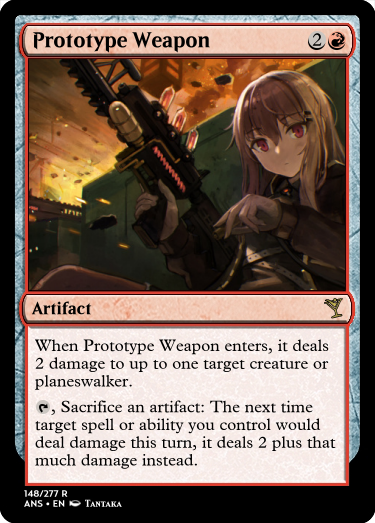 Prototype Weapon 2
Artifact
When Prototype Weapon enters, it deals
2 damage to up to one target creature or
planeswalker.
, Sacrifice an artifact: The next time
target spell or ability you control would
deal damage this turn, it deals 2 plus that
much damage instead.
148/277 R
ANS • EN TANTAKA